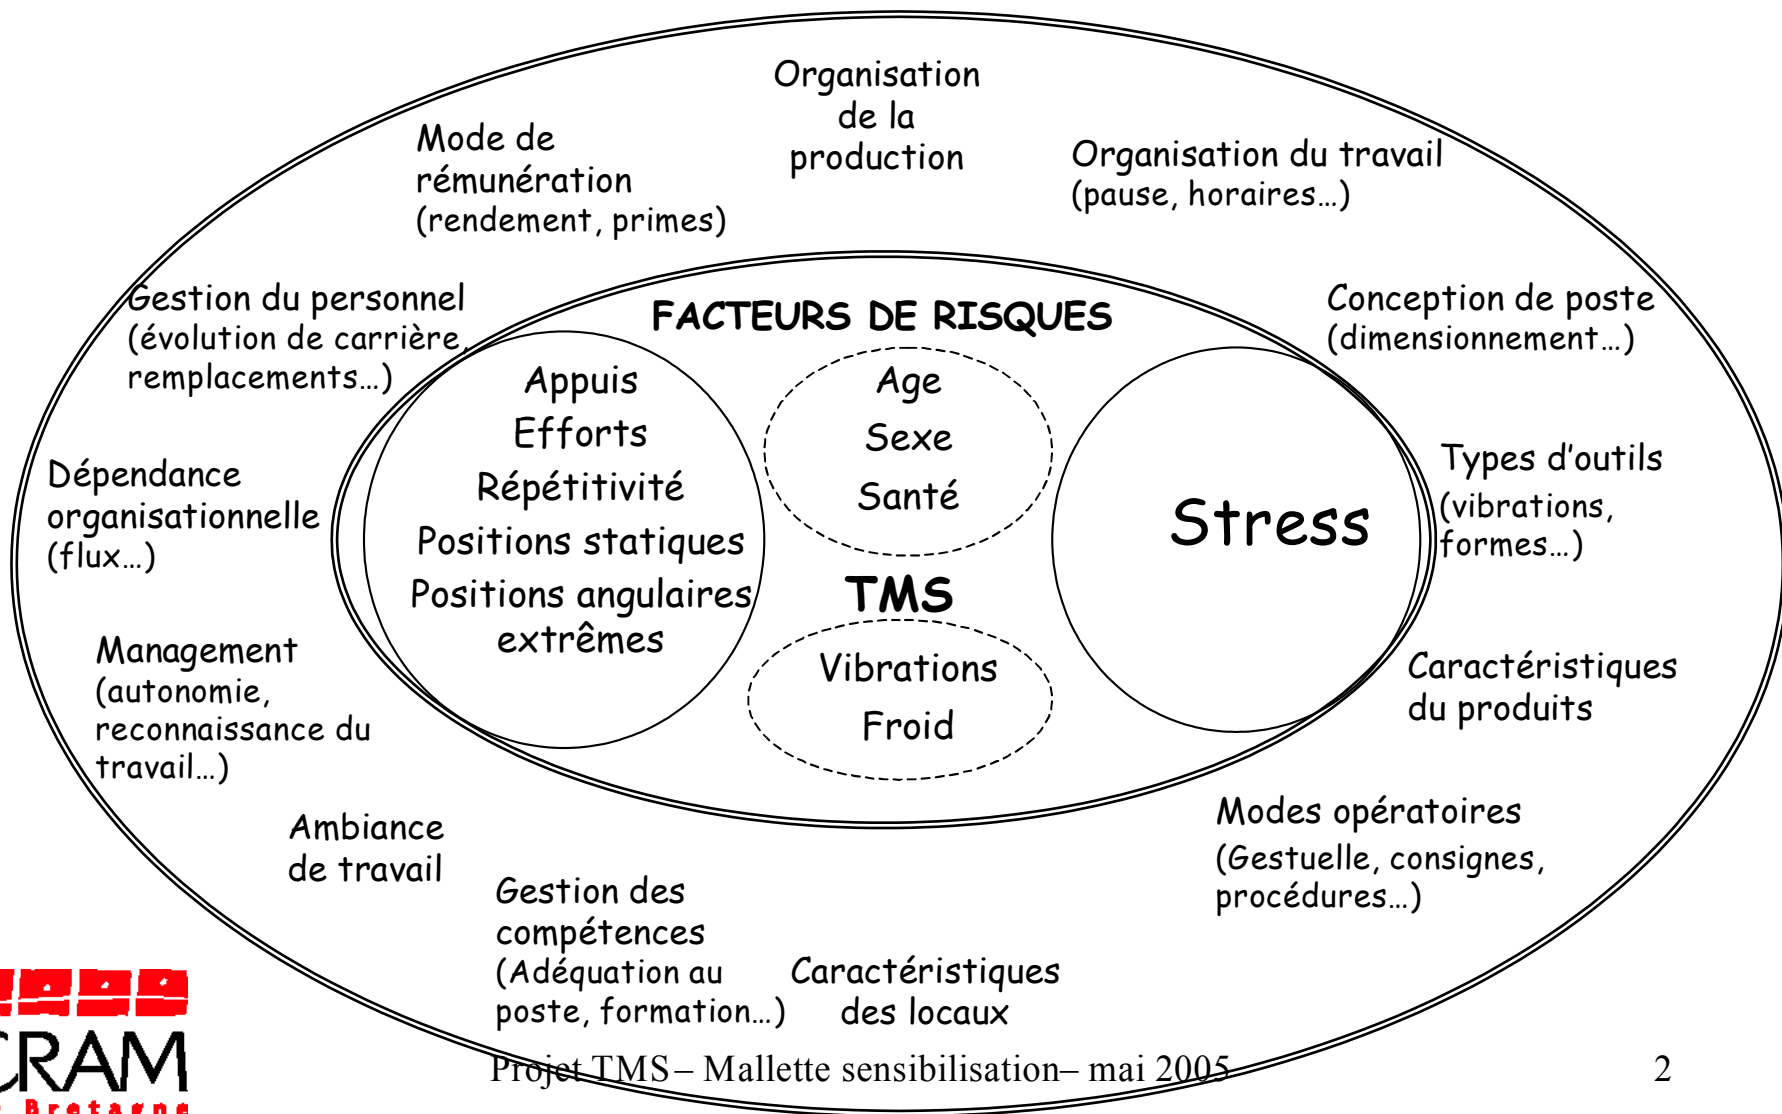 Organisation
de la
production
Mode de
rémunération
(rendement, primes)
Organisation du travail
(pause, horaires…)
Gestion du personnel
(évolution de carrière,
remplacements…)
FACTEURS DE RISQUES
Conception de poste
(dimensionnement…)
Appuis
Efforts
Répétitivité
Positions statiques
Positions angulaires
extrêmes
Age
Sexe
Santé
TMS
Vibrations
Froid
Stress
Dépendance
organisationnelle
(flux…)
Types d’outils
(vibrations,
formes…)
Management
(autonomie,
reconnaissance du
travail…)
Caractéristiques
du produits
Ambiance
de travail
Modes opératoires
(Gestuelle, consignes,
procédures…)
Gestion des
compétences
(Adéquation au
poste, formation…)
Caractéristiques
des locaux
CRAM
Bretagne
Projet TMS – Mallette sensibilisation– mai 2005
2